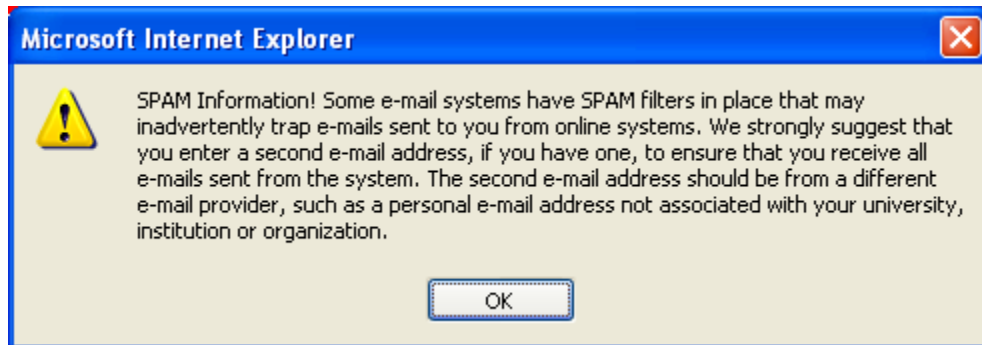 Microsoft Internet Explorer
SPAM Information! Some e-mail systems have SPAM filters in place that may
inadvertently trap e-mails sent to you from online systems. We strongly suggest that
you enter a second e-mail address, if you have one, to ensure that you receive all
e-mails sent from the system. The second e-mail address should be from a different
e-mail provider, such as a personal e-mail address not associated with your university,
institution or organization.
OK